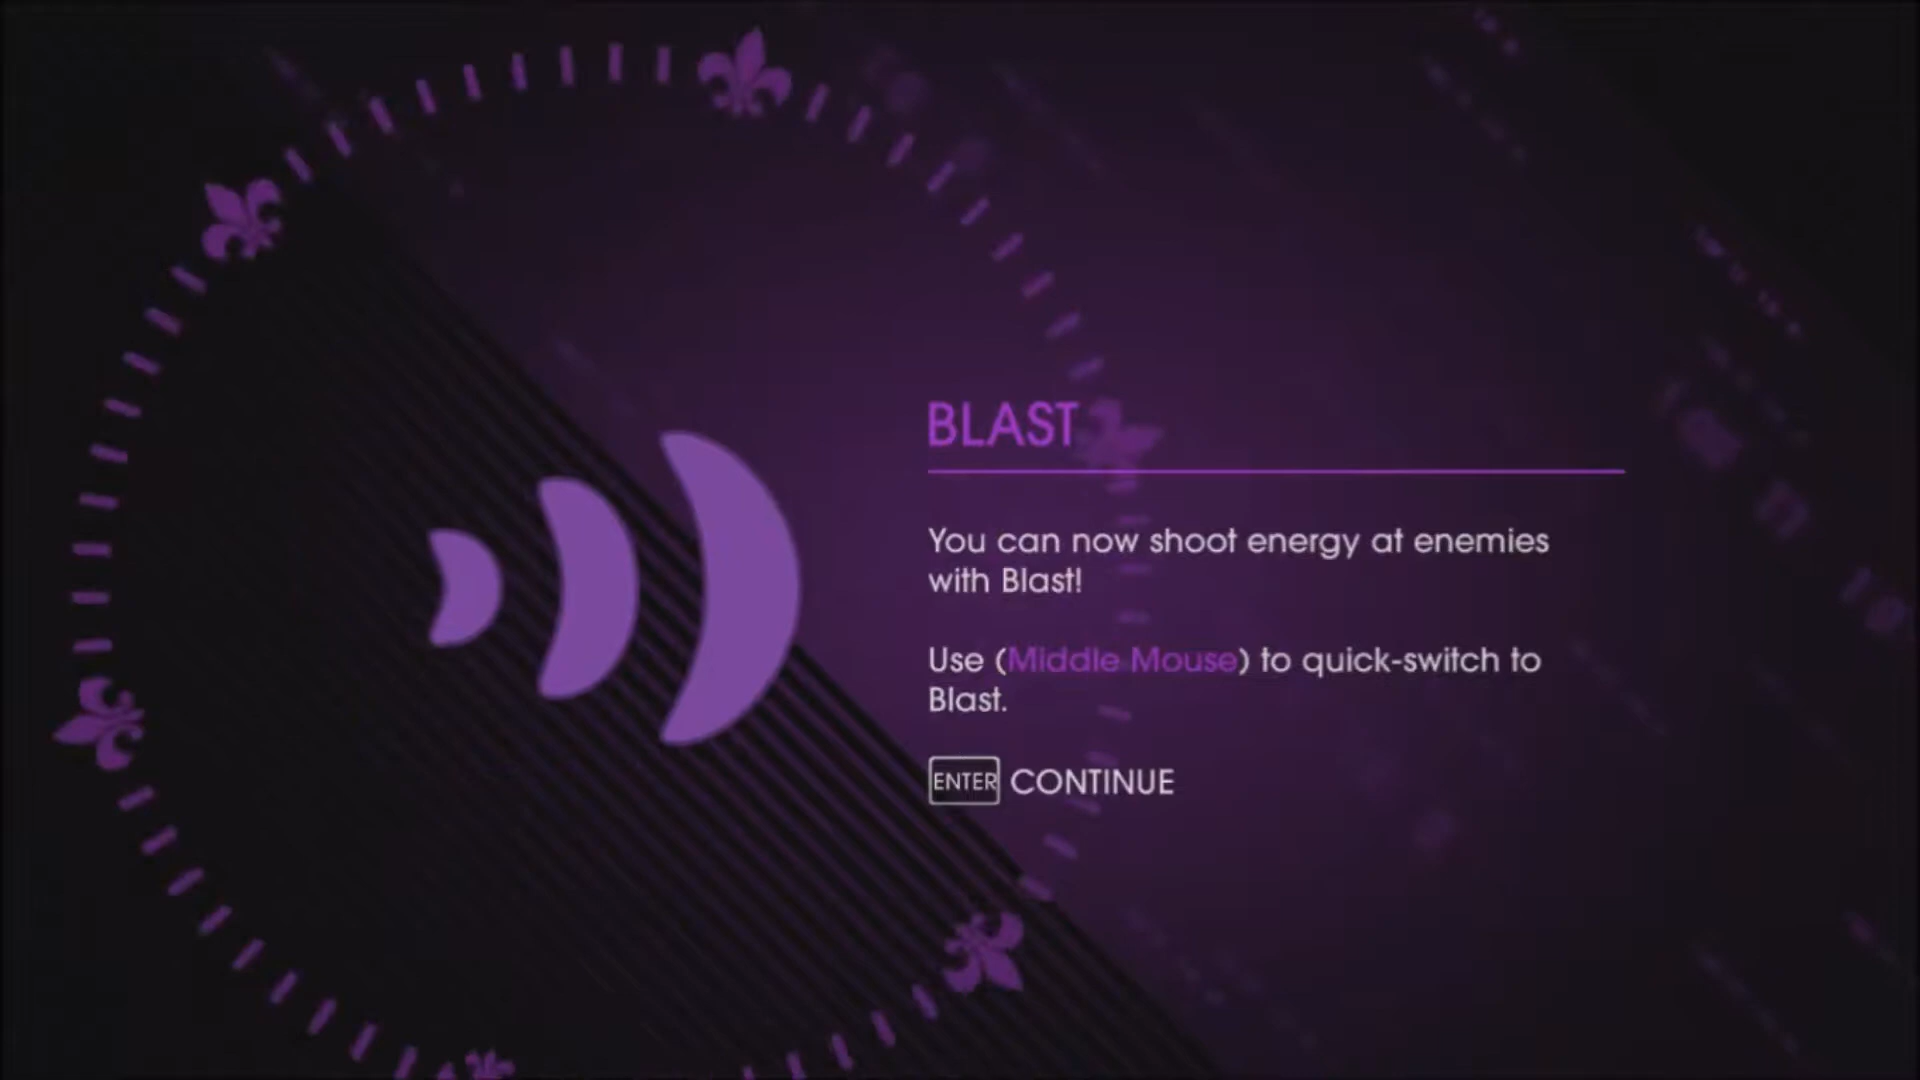 BLAST
You can now shoot energy at enemies
with Blast!
Use (Middle Mouse) to quick-switch to
Blast.
ENTER CONTINUE